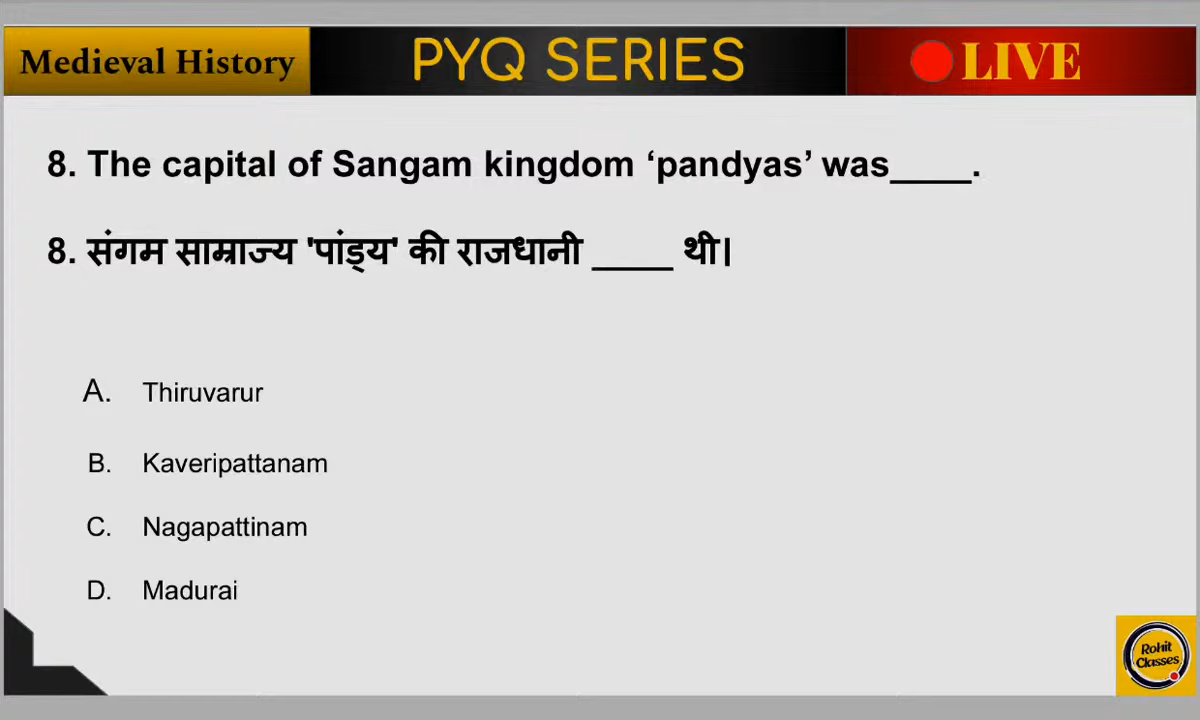 Medieval History PYQ SERIES LIVE
8. The capital of Sangam kingdom ‘pandyas’ was____.
8. संगम साम्राज्य 'पांड्य' की राजधानी ____ थी|
A. Thiruvarur
B. Kaveripattanam
C. Nagapattinam
D. Madurai
Rohit
Classes